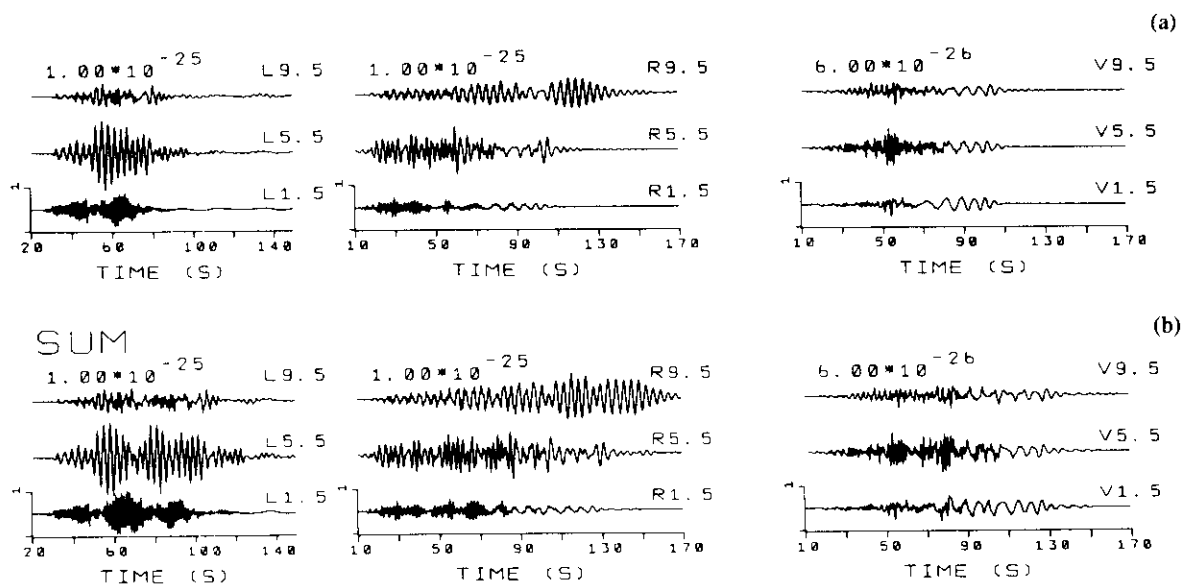 (a)
1.00*10^-25 L9.5
L5.5
1 L1.5
20 60 100 140
TIME (S)
1.00*10^-25 R9.5
R5.5
1 R1.5
10 50 90 130 170
TIME (S)
6.00*10^-26 V9.5
V5.5
1 V1.5
10 50 90 130 170
TIME (S)
(b)
SUM
1.00*10^-25 L9.5
L5.5
1 L1.5
20 60 100 140
TIME (S)
1.00*10^-25 R9.5
R5.5
1 R1.5
10 50 90 130 170
TIME (S)
6.00*10^-26 V9.5
V5.5
1 V1.5
10 50 90 130 170
TIME (S)